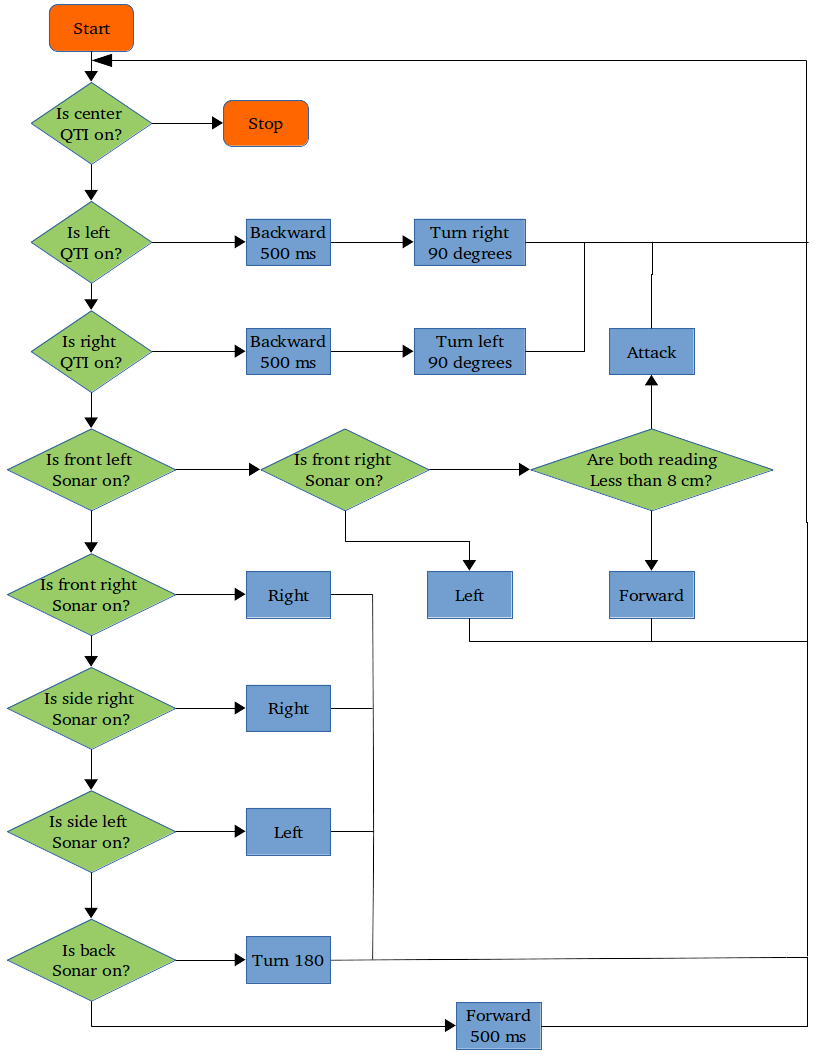 Start
Is center
QTI on?
Stop
Is left
QTI on?
Backward
500 ms
Turn right
90 degrees
Is right
QTI on?
Backward
500 ms
Turn left
90 degrees
Attack
Is front left
Sonar on?
Is front right
Sonar on?
Are both reading
Less than 8 cm?
Is front right
Sonar on?
Right
Left
Forward
Is side right
Sonar on?
Right
Is side left
Sonar on?
Left
Is back
Sonar on?
Turn 180
Forward
500 ms